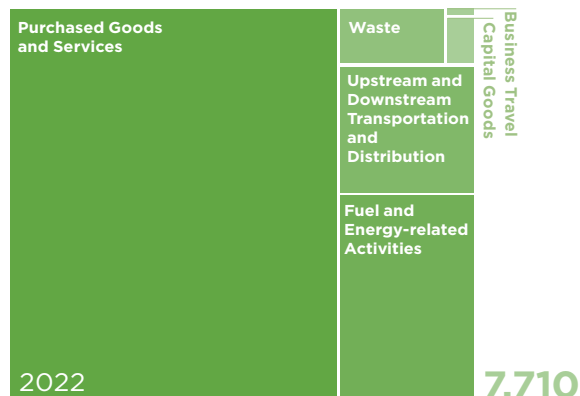 Purchased Goods
and Services
Waste
Business Travel
Capital Goods
Upstream and
Downstream
Transportation
and
Distribution
Fuel and
Energy-related
Activities
2022
7,710